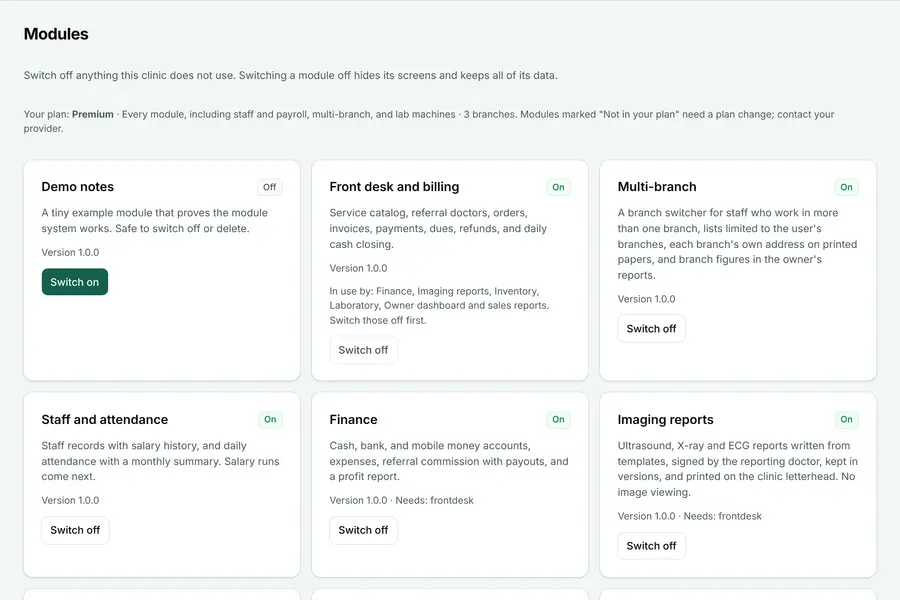 Modules
Switch off anything this clinic does not use. Switching a module off hides its screens and keeps all of its data.
Your plan: Premium · Every module, including staff and payroll, multi-branch, and lab machines · 3 branches. Modules marked "Not in your plan" need a plan change; contact your
provider.
Demo notes
Off
A tiny example module that proves the module
system works. Safe to switch off or delete.
Version 1.0.0
Switch on
Front desk and billing
On
Service catalog, referral doctors, orders,
invoices, payments, dues, refunds, and daily
cash closing.
Version 1.0.0
In use by: Finance, Imaging reports, Inventory,
Laboratory, Owner dashboard and sales reports.
Switch those off first.
Switch off
Multi-branch
On
A branch switcher for staff who work in more
than one branch, lists limited to the user's
branches, each branch's own address on printed
papers, and branch figures in the owner's
reports.
Version 1.0.0
Switch off
Staff and attendance
On
Staff records with salary history, and daily
attendance with a monthly summary. Salary runs
come next.
Version 1.0.0
Switch off
Finance
On
Cash, bank, and mobile money accounts,
expenses, referral commission with payouts, and
a profit report.
Version 1.0.0 · Needs: frontdesk
Switch off
Imaging reports
On
Ultrasound, X-ray and ECG reports written from
templates, signed by the reporting doctor, kept in
versions, and printed on the clinic letterhead. No
image viewing.
Version 1.0.0 · Needs: frontdesk
Switch off